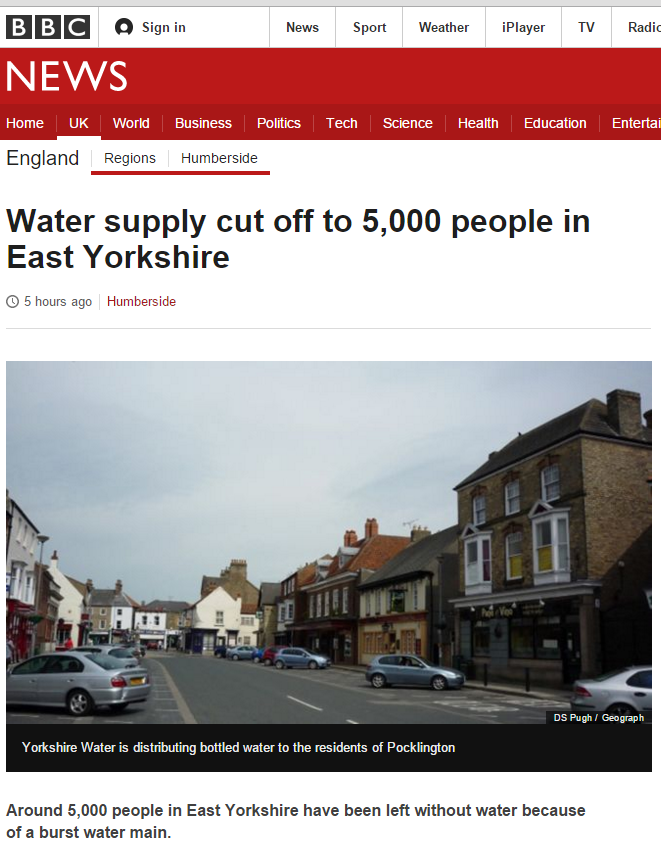 BBC Sign in News Sport Weather iPlayer TV Radio
NEWS
Home UK World Business Politics Tech Science Health Education Entertai
England Regions Humberside
Water supply cut off to 5,000 people in
East Yorkshire
5 hours ago Humberside
DS Pugh / Geograph
Yorkshire Water is distributing bottled water to the residents of Pocklington
Around 5,000 people in East Yorkshire have been left without water because
of a burst water main.